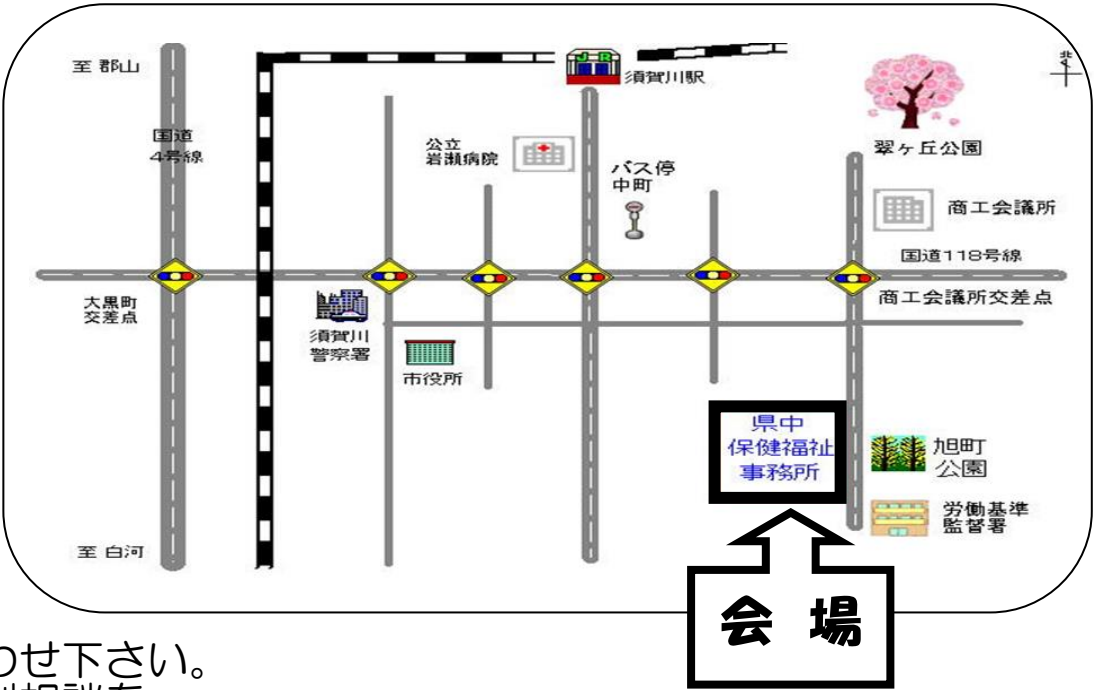 至 郡山
JR
須賀川駅
北
国道
4号線
公立
岩瀬病院
バス停
中町
翠ヶ丘公園
商工会議所
国道118号線
大黒町
交差点
商工会議所交差点
須賀川
警察署
市役所
県中
保健福祉
事務所
旭町
公園
労働基準
監督署
至 白河
会 場
わせ下さい。